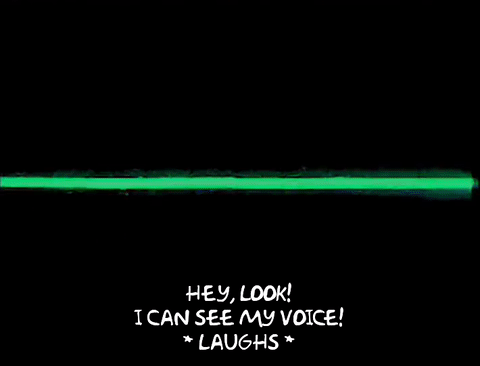 HEY, LOOK!
I CAN SEE MY VOICE!
* LAUGHS *